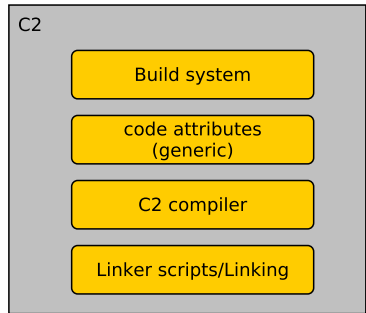 C2
Build system
code attributes
(generic)
C2 compiler
Linker scripts/Linking